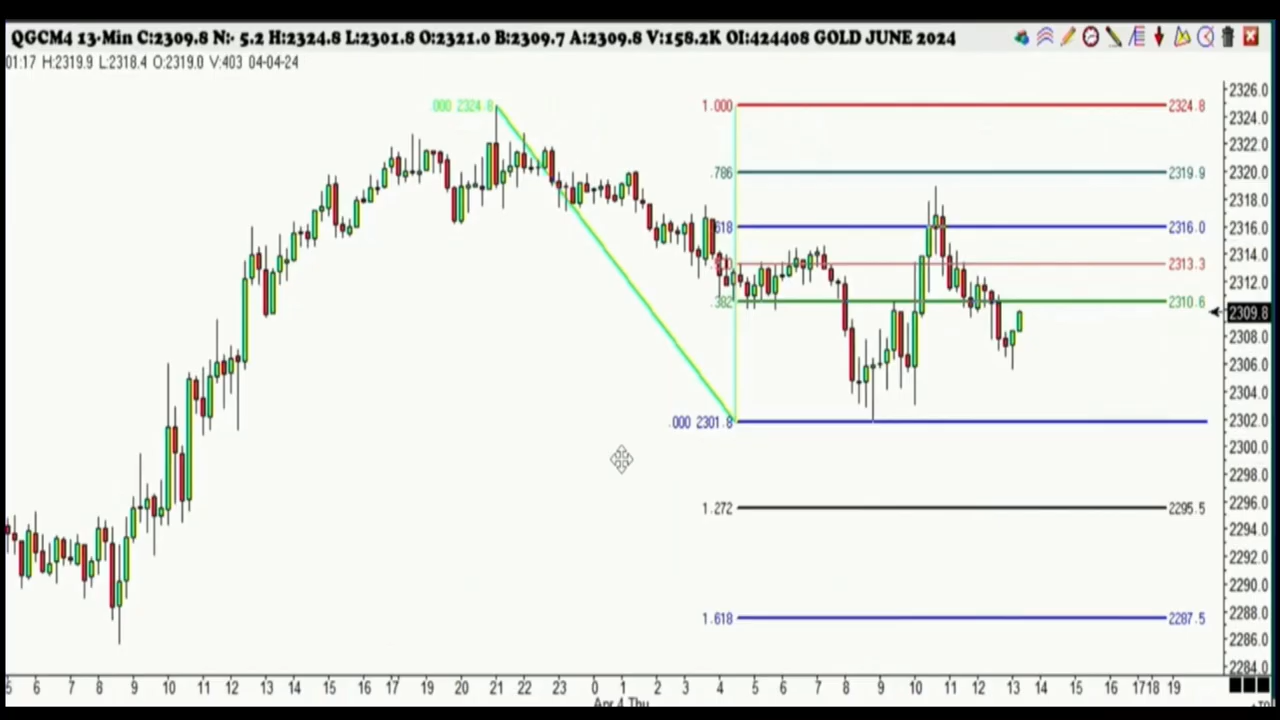 QGCM4 13-Min C:2309.8 N:- 5.2 H:2324.8 L:2301.8 O:2321.0 B:2309.7 A:2309.8 V:158.2K OI:424408 GOLD JUNE 2024
01:17 H:2319.9 L:2318.4 O:2319.0 V:403 04-04-24
2326.0
.000 2324.8 1.000 2324.8
2324.0
2322.0
.786 2319.9 2320.0
2318.0
.618 2316.0 2316.0
2314.0
2313.3
2312.0
.382 2310.6
2309.8
2308.0
2306.0
2304.0
.000 2301.8 2302.0
2300.0
2298.0
2296.0
1.272 2295.5
2294.0
2292.0
2290.0
2288.0
1.618 2287.5
2286.0
2284.0
5 6 7 8 9 10 11 12 13 14 15 16 17 19 20 21 22 23 0 1 2 3 4 5 6 7 8 9 10 11 12 13 14 15 16 1718 19
Apr 4 Thu